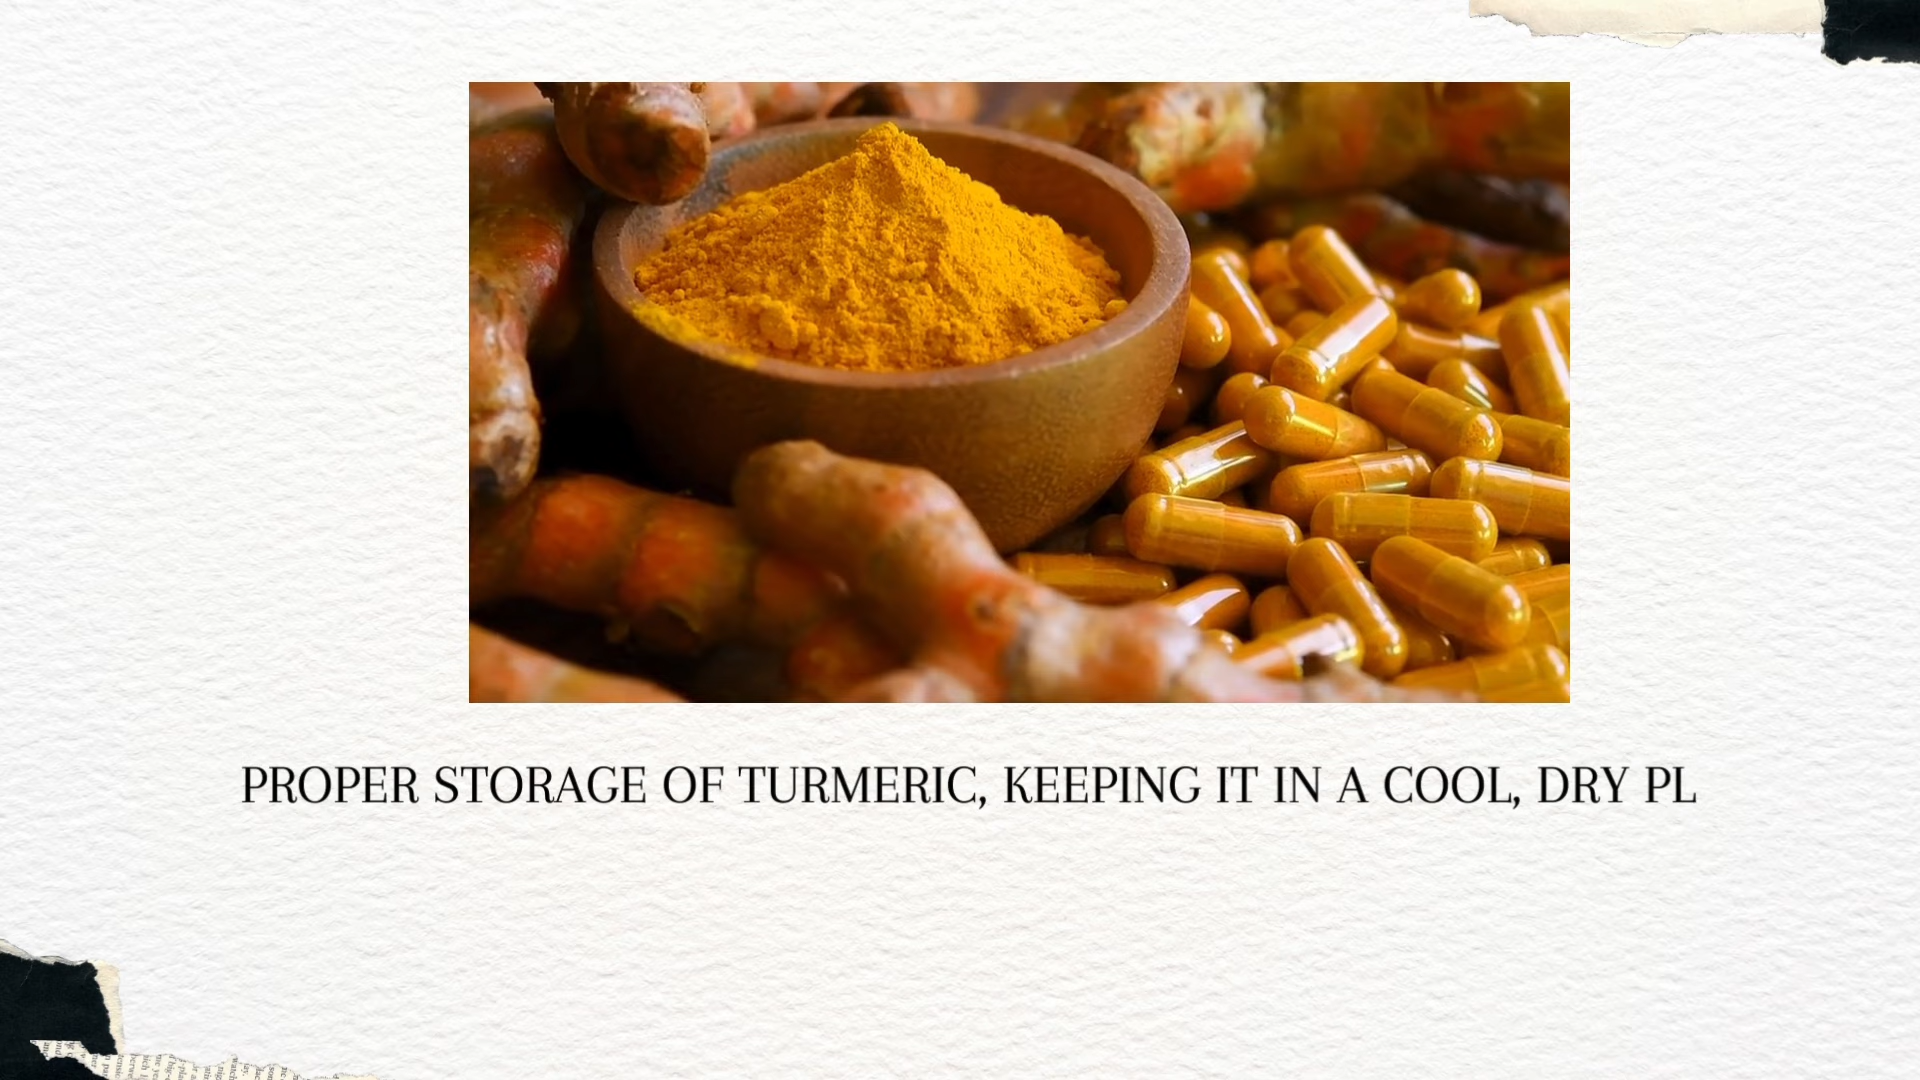 PROPER STORAGE OF TURMERIC, KEEPING IT IN A COOL, DRY PL